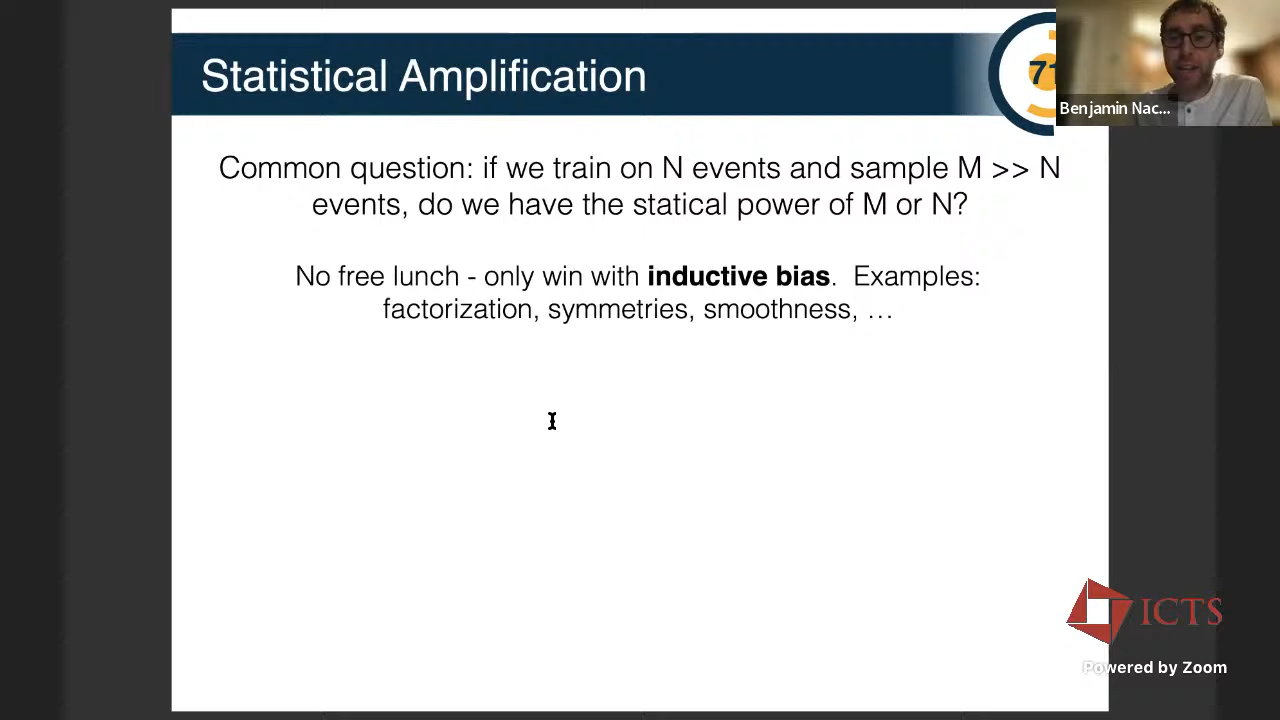 Statistical Amplification
71
Benjamin Nac...
Common question: if we train on N events and sample M >> N
events, do we have the statical power of M or N?
No free lunch - only win with inductive bias. Examples:
factorization, symmetries, smoothness, …
ICTS
Powered by Zoom